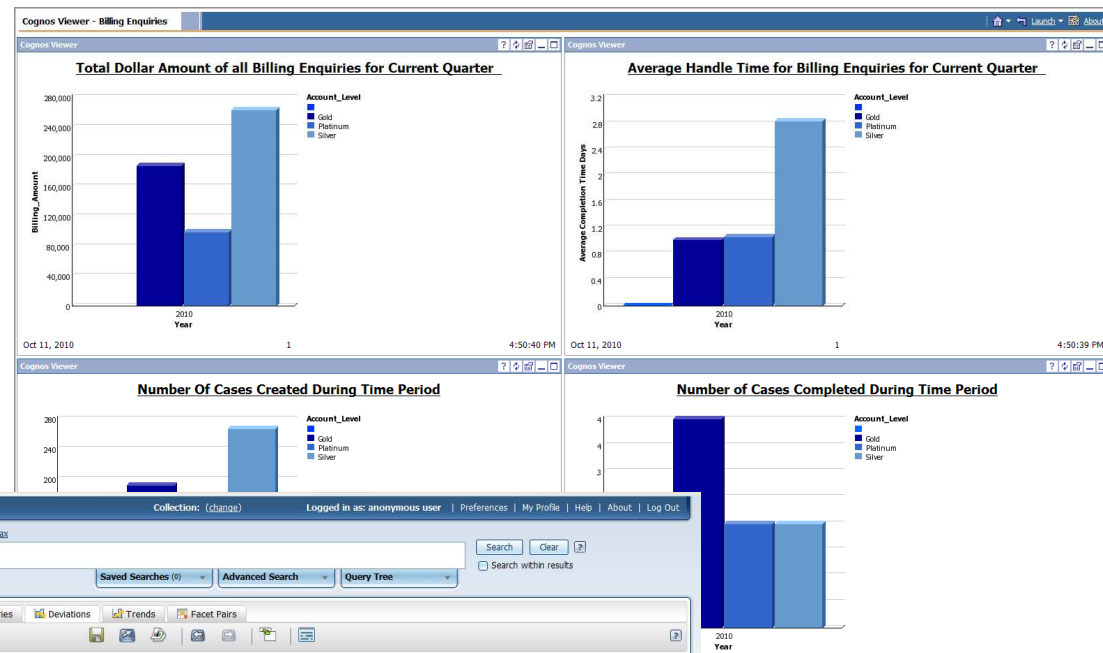 Cognos Viewer - Billing Enquiries
Launch
About
Cognos Viewer
Total Dollar Amount of all Billing Enquiries for Current Quarter
280,000
240,000
200,000
160,000
120,000
80,000
40,000
0
Billing_Amount
2010
Year
Account_Level
Gold
Platinum
Silver
Oct 11, 2010 1 4:50:40 PM
Cognos Viewer
Average Handle Time for Billing Enquiries for Current Quarter
3.2
2.8
2.4
2
1.6
1.2
0.8
0.4
0
Average Completion Time Days
2010
Year
Account_Level
Gold
Platinum
Silver
Oct 11, 2010 1 4:50:39 PM
Cognos Viewer
Number Of Cases Created During Time Period
280
240
200
Account_Level
Gold
Platinum
Silver
Cognos Viewer
Number of Cases Completed During Time Period
4
4
3
Account_Level
Gold
Platinum
Silver
2010
Year
Collection: (change) Logged in as: anonymous user | Preferences | My Profile | Help | About | Log Out
ax
Search Clear ?
Search within results
Saved Searches (0) Advanced Search Query Tree
ries Deviations Trends Facet Pairs
?